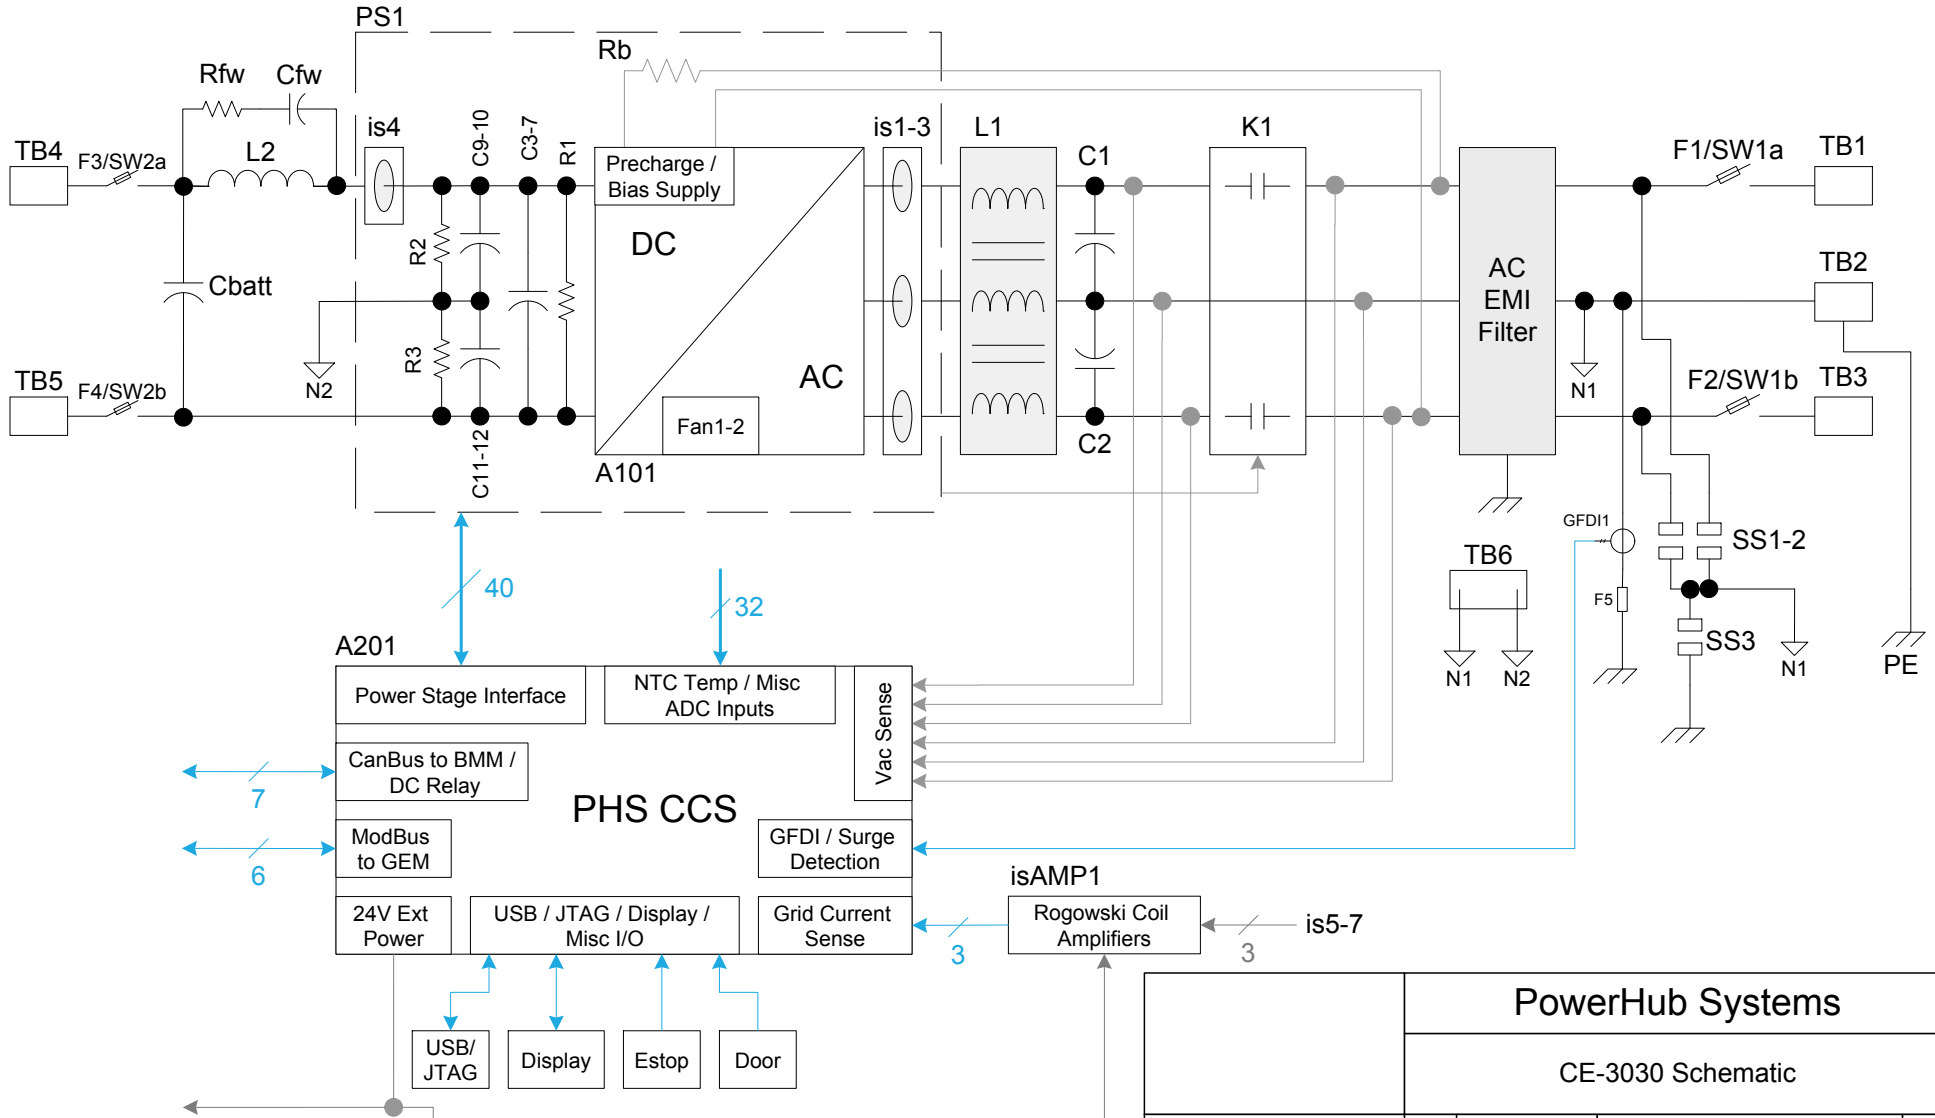 PS1
Rb
Rfw
Cfw
is4
C9-10
C3-7
R1
is1-3
L1
C1
K1
F1/SW1a
TB1
TB4
F3/SW2a
L2
Precharge /
Bias Supply
DC
R2
Cbatt
AC
EMI
Filter
TB2
N2
R3
AC
N1
TB5
F4/SW2b
Fan1-2
C2
F2/SW1b
TB3
C11-12
A101
GFDI1
SS1-2
TB6
40
32
F5
A201
SS3
N1
N2
N1
PE
Power Stage Interface
NTC Temp / Misc
ADC Inputs
Vac Sense
CanBus to BMM /
DC Relay
7
PHS CCS
ModBus
to GEM
6
GFDI / Surge
Detection
isAMP1
24V Ext
Power
USB / JTAG / Display /
Misc I/O
Grid Current
Sense
3
Rogowski Coil
Amplifiers
3
is5-7
USB/
JTAG
Display
Estop
Door
PowerHub Systems
CE-3030 Schematic